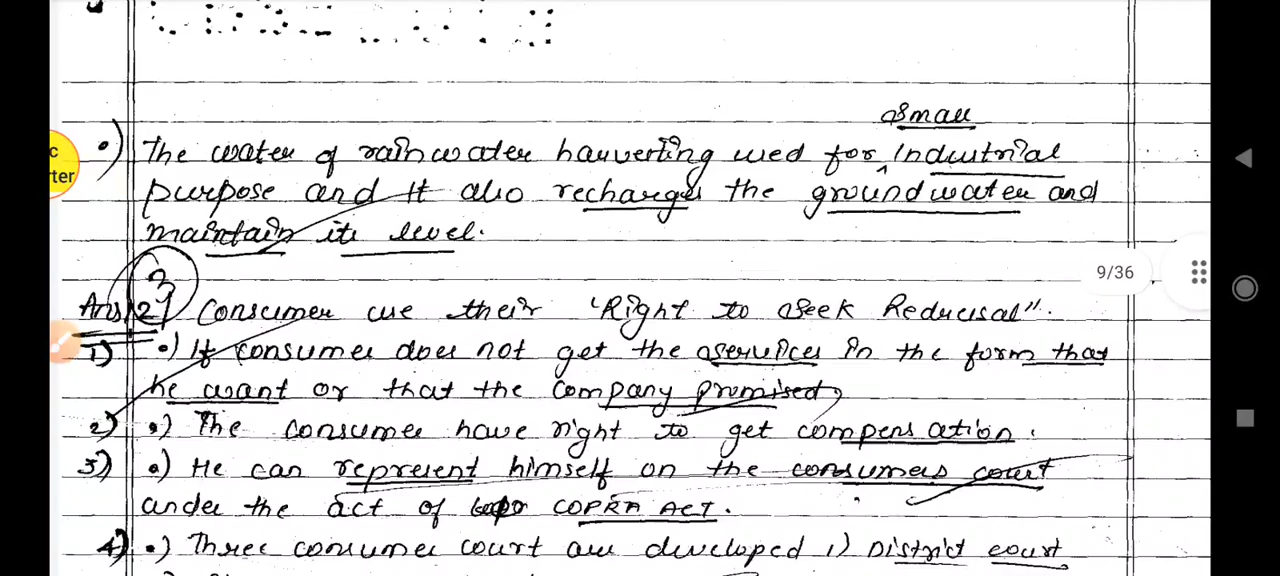 small
•) The water of rainwater harverting used for ^ industrial
purpose and it also recharges the groundwater and
maintain its level.
3
Ans 12) Consumer use their 'Right to seek Redursal".
1) •) If consumer does not get the services in the form that
he want or that the company promised,
2) •) The consumer have right to get compensation.
3) •) He can represent himself on the consumers court
under the act of COPRA ACT.
4) •) Three consumer court are developed 1) District court
9/36